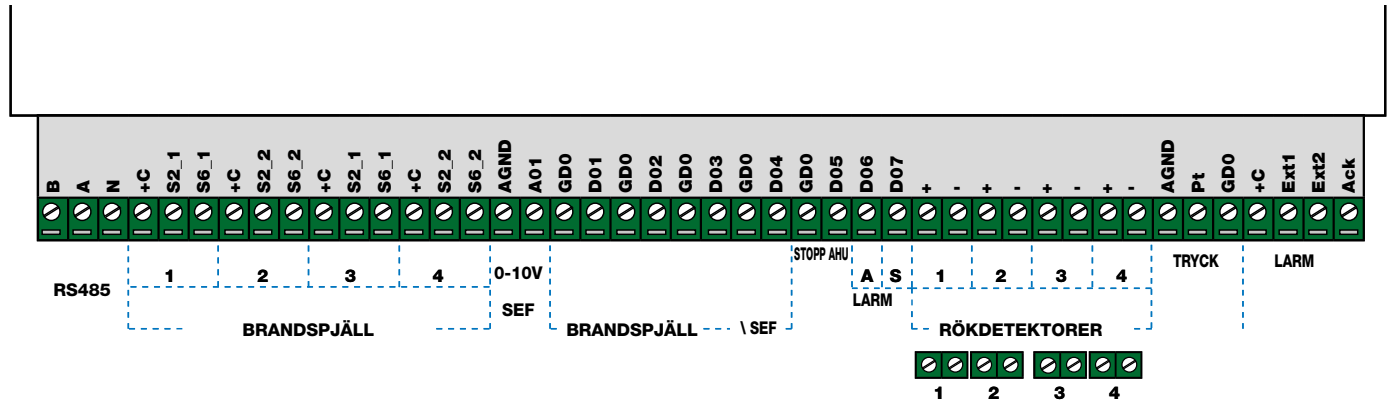 B A N +C S2_1 S6_1 +C S2_2 S6_2 +C S2_1 S6_1 +C S2_2 S6_2 AGND A01 GD0 D01 GD0 D02 GD0 D03 GD0 D04 GD0 D05 D06 D07 + - + - + - + - AGND Pt GD0 +C Ext1 Ext2 Ack
STOPP AHU
RS485 1 2 3 4 0-10V A S 1 2 3 4 TRYCK LARM
SEF LARM
BRANDSPJÄLL BRANDSPJÄLL \ SEF RÖKDETEKTORER
1 2 3 4